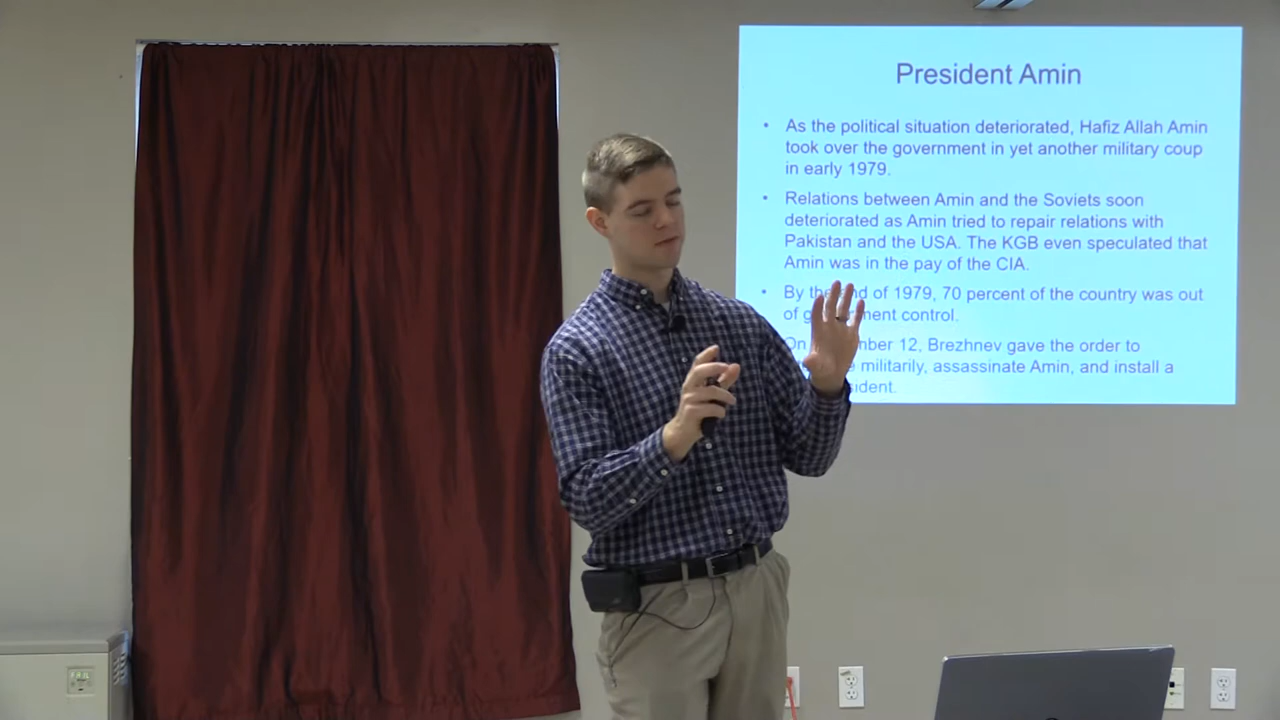 President Amin
• As the political situation deteriorated, Hafiz Allah Amin
took over the government in yet another military coup
in early 1979.
• Relations between Amin and the Soviets soon
deteriorated as Amin tried to repair relations with
Pakistan and the USA. The KGB even speculated that
Amin was in the pay of the CIA.
• By the end of 1979, 70 percent of the country was out
of government control.
On 12, Brezhnev gave the order to
militarily, assassinate Amin, and install a